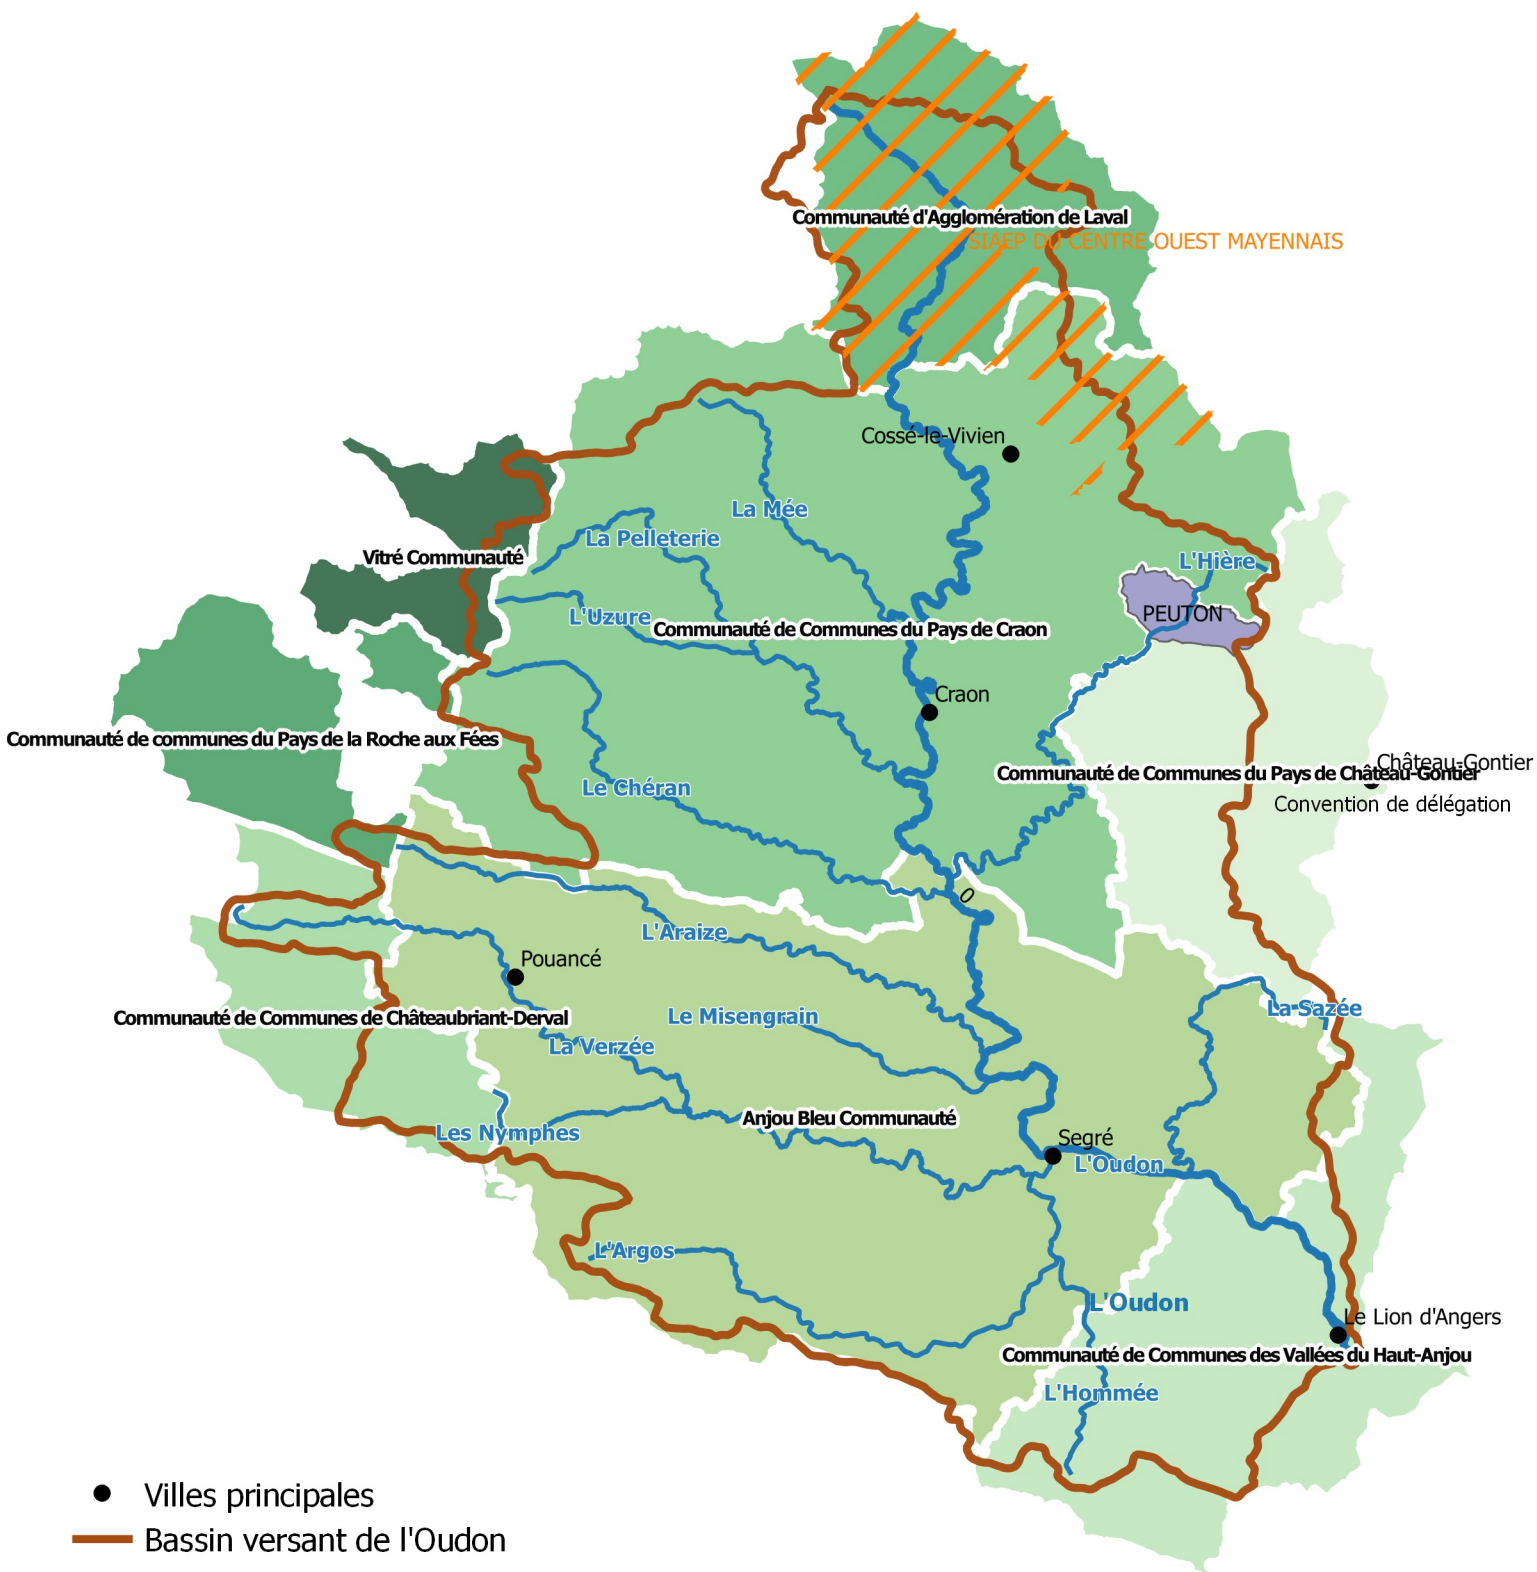 Communauté d'Agglomération de Laval
SIAEP DU CENTRE OUEST MAYENNAIS
Cossé-le-Vivien
La Mée
La Pelleterie
Vitré Communauté
L'Hière
PEUTON
L'Uzure
Communauté de Communes du Pays de Craon
Craon
Communauté de communes du Pays de la Roche aux Fées
Château-Gontier
Communauté de Communes du Pays de Château-Gontier
Le Chéran
Convention de délégation
0
L'Araize
Pouancé
La Sazée
Communauté de Communes de Châteaubriant-Derval
Le Misengrain
La Verzée
Anjou Bleu Communauté
Les Nymphes
Segré
L'Oudon
L'Argos
L'Oudon
Le Lion d'Angers
Communauté de Communes des Vallées du Haut-Anjou
L'Hommée
Villes principales
Bassin versant de l'Oudon